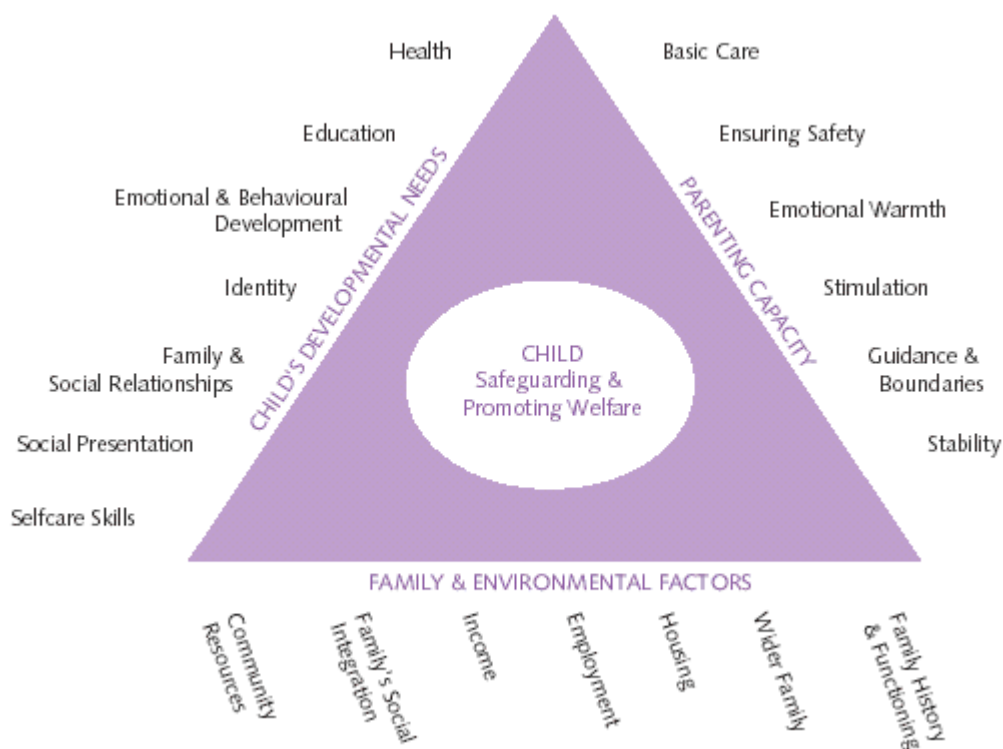 Health
Education
Emotional & Behavioural
Development
Identity
Family &
Social Relationships
Social Presentation
Selfcare Skills
CHILD'S DEVELOPMENTAL NEEDS
Basic Care
Ensuring Safety
Emotional Warmth
Stimulation
Guidance &
Boundaries
Stability
PARENTING CAPACITY
CHILD
Safeguarding &
Promoting Welfare
FAMILY & ENVIRONMENTAL FACTORS
Community
Resources
Family's Social
Integration
Income
Employment
Housing
Wider Family
Family History
& Functioning